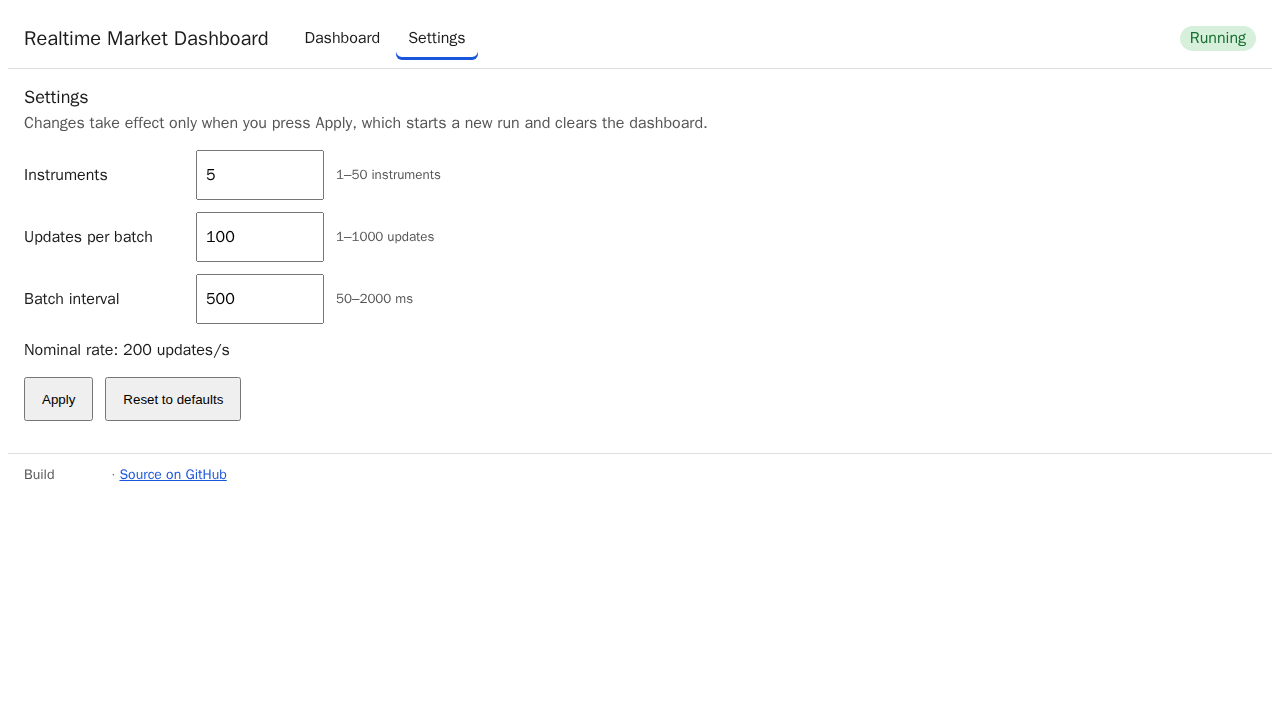 Realtime Market Dashboard Dashboard Settings Running
Settings
Changes take effect only when you press Apply, which starts a new run and clears the dashboard.
Instruments 5 1–50 instruments
Updates per batch 100 1–1000 updates
Batch interval 500 50–2000 ms
Nominal rate: 200 updates/s
Apply Reset to defaults
Build · Source on GitHub